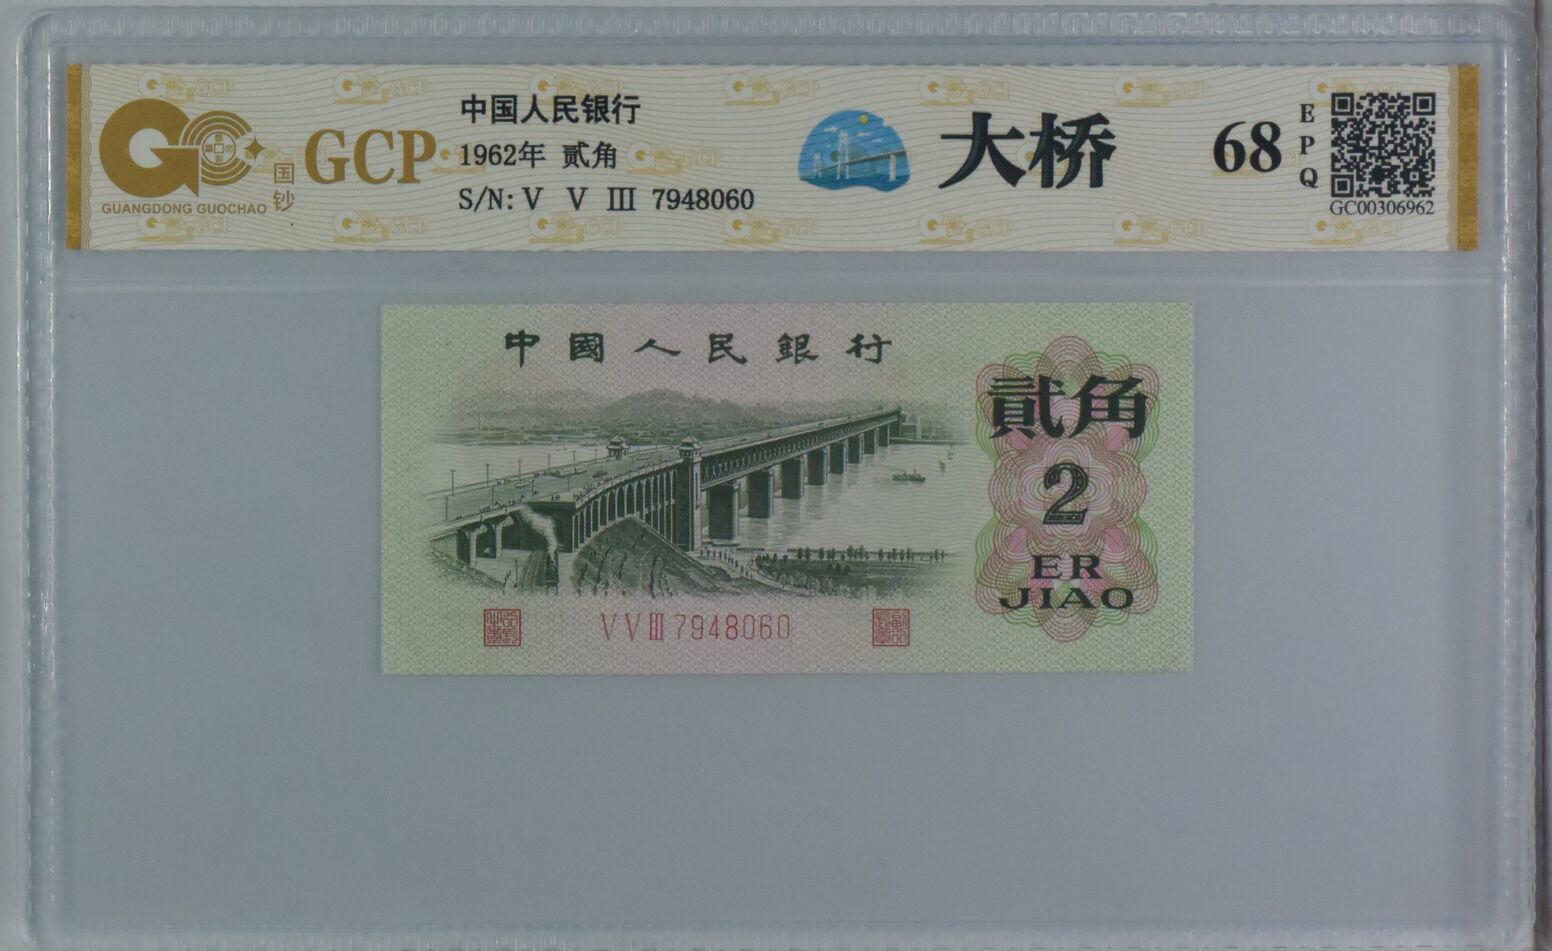 GUANGDONG GUOCHAO
国钞
GCP
中国人民银行
1962年 贰角
S/N: V V III 7948060
大桥
68
EPQ
GC00306962
中國人民銀行
貳角
2
ER
JIAO
V V III 7948060